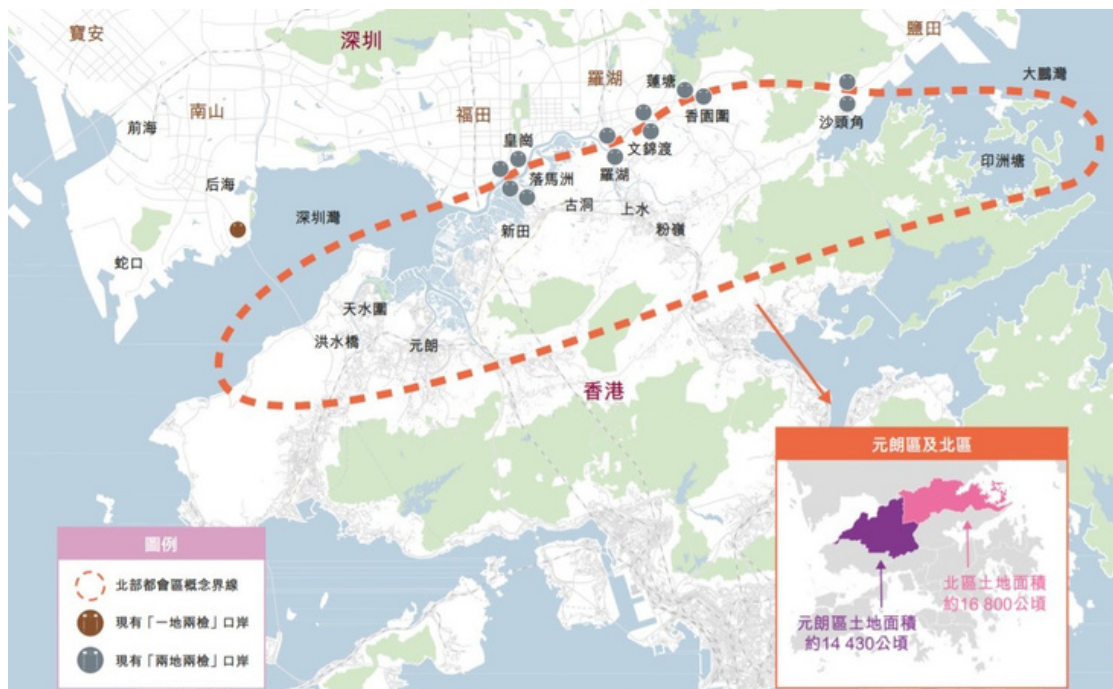 寶安
深圳
鹽田
羅湖
蓮塘
大鵬灣
南山
前海
福田
香園圍
沙頭角
皇崗
文錦渡
印洲塘
后海
落馬洲
羅湖
深圳灣
古洞
上水
新田
粉嶺
蛇口
天水圍
洪水橋
元朗
香港
元朗區及北區
北區土地面積
約16 800公頃
元朗區土地面積
約14 430公頃
圖例
北部都會區概念界線
現有「一地兩檢」口岸
現有「兩地兩檢」口岸